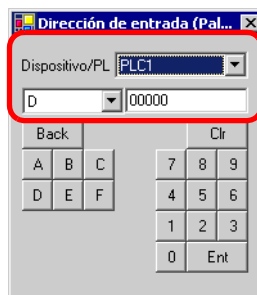 Dirección de entrada (Pal...
Dispositivo/PL PLC1
D 00000
Back Clr
A B C 7 8 9
D E F 4 5 6
1 2 3
0 Ent